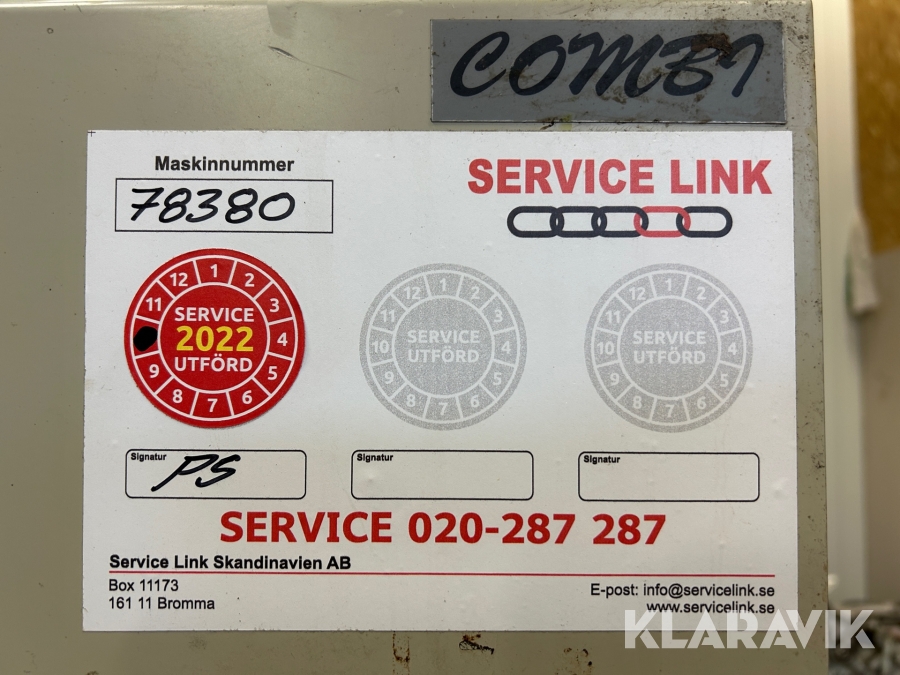 COMBI
Maskinnummer
78380
SERVICE LINK
1 2 3 4 5 6 7 8 9 11 12
SERVICE
2022
UTFÖRD
1 2 3 4 5 6 7 8 9 10 11 12
SERVICE
UTFÖRD
1 2 3 4 5 6 7 8 9 10 11 12
SERVICE
UTFÖRD
Signatur
PS
Signatur
Signatur
SERVICE 020-287 287
Service Link Skandinavien AB
Box 11173
161 11 Bromma
E-post: info@servicelink.se
www.servicelink.se
KLARAVIK